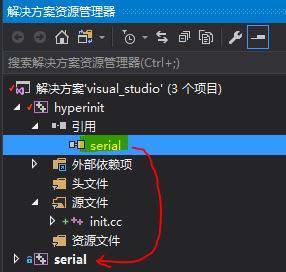 解决方案资源管理器
搜索解决方案资源管理器(Ctrl+;)
解决方案'visual_studio' (3 个项目)
hyperinit
引用
serial
外部依赖项
头文件
源文件
init.cc
资源文件
serial